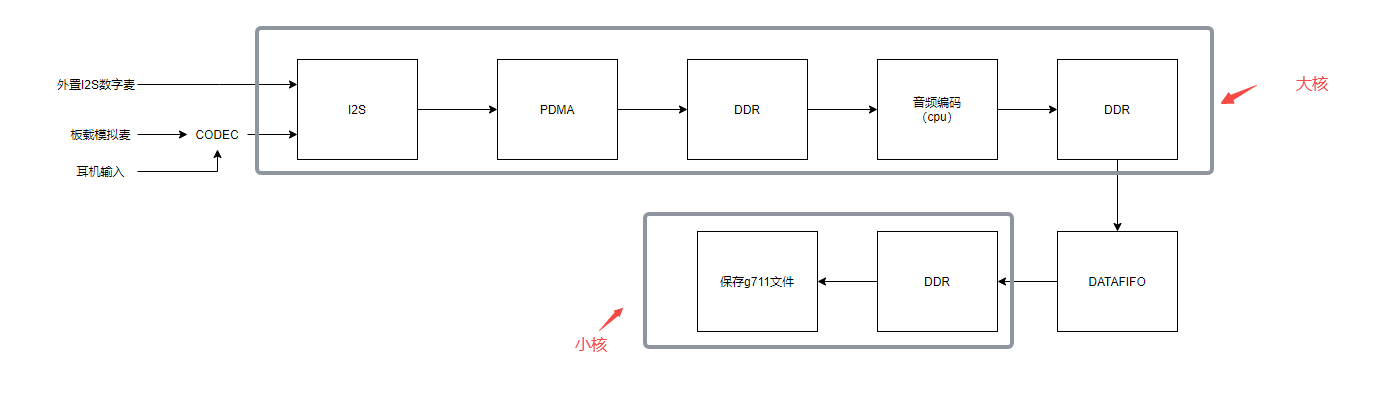 外置I2S数字麦
板载模拟麦
CODEC
耳机输入
I2S
PDMA
DDR
音频编码
（cpu）
DDR
大核
保存g711文件
DDR
DATAFIFO
小核